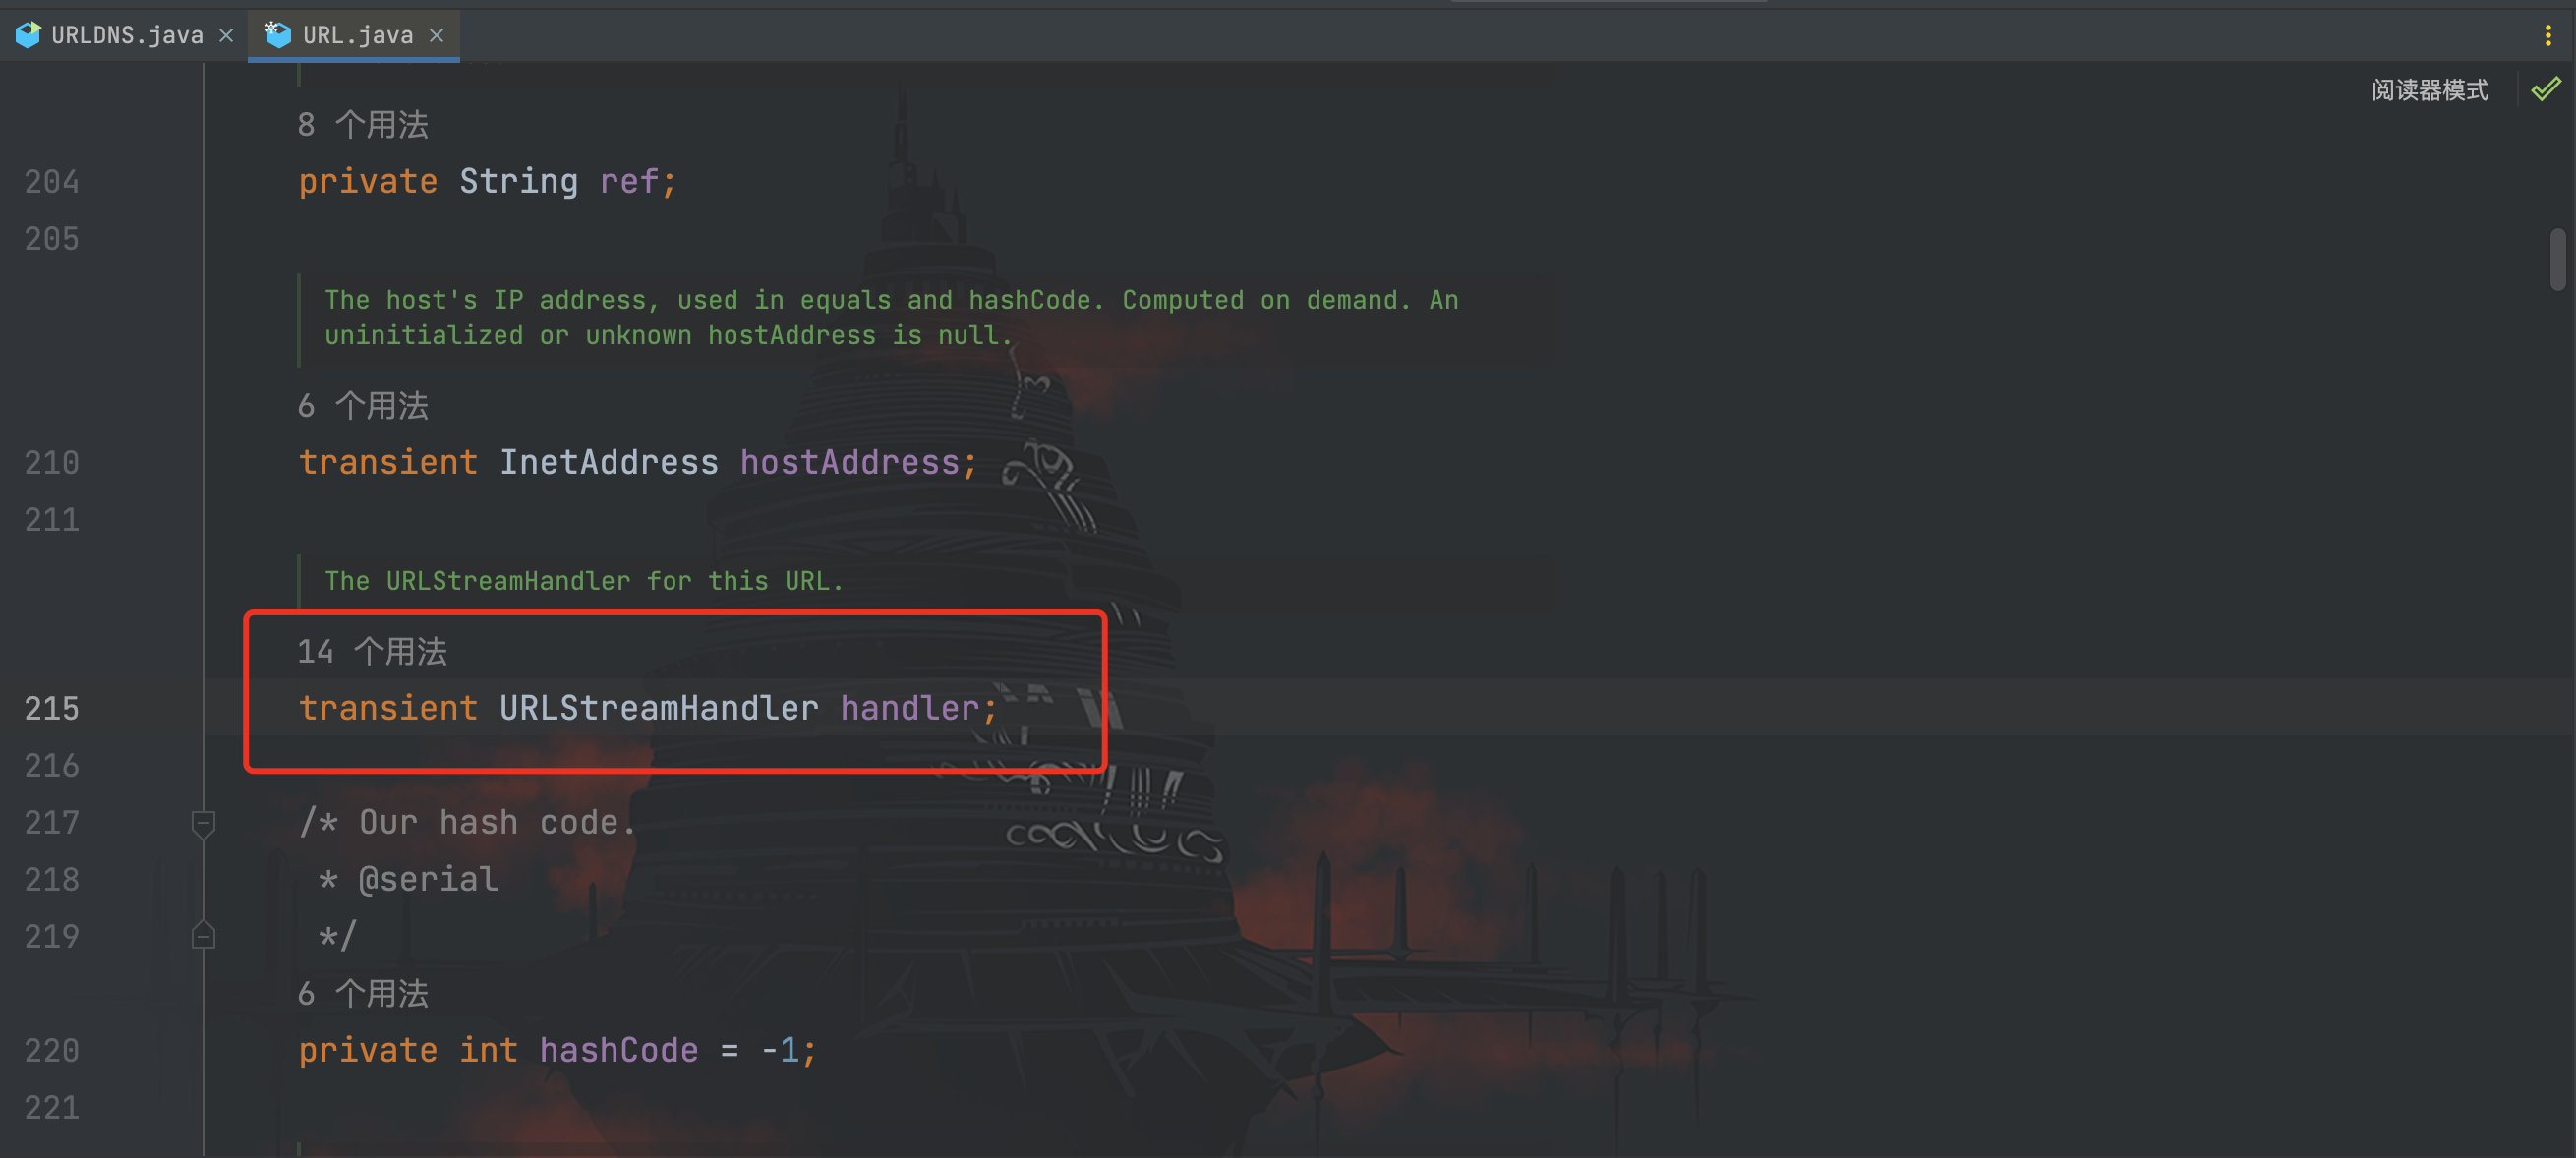 URLDNS.java
URL.java
阅读器模式
8 个用法
204 private String ref;
205
The host's IP address, used in equals and hashCode. Computed on demand. An
uninitialized or unknown hostAddress is null.
6 个用法
210 transient InetAddress hostAddress;
211
The URLStreamHandler for this URL.
14 个用法
215 transient URLStreamHandler handler;
216
217 /* Our hash code.
218 * @serial
219 */
6 个用法
220 private int hashCode = -1;
221